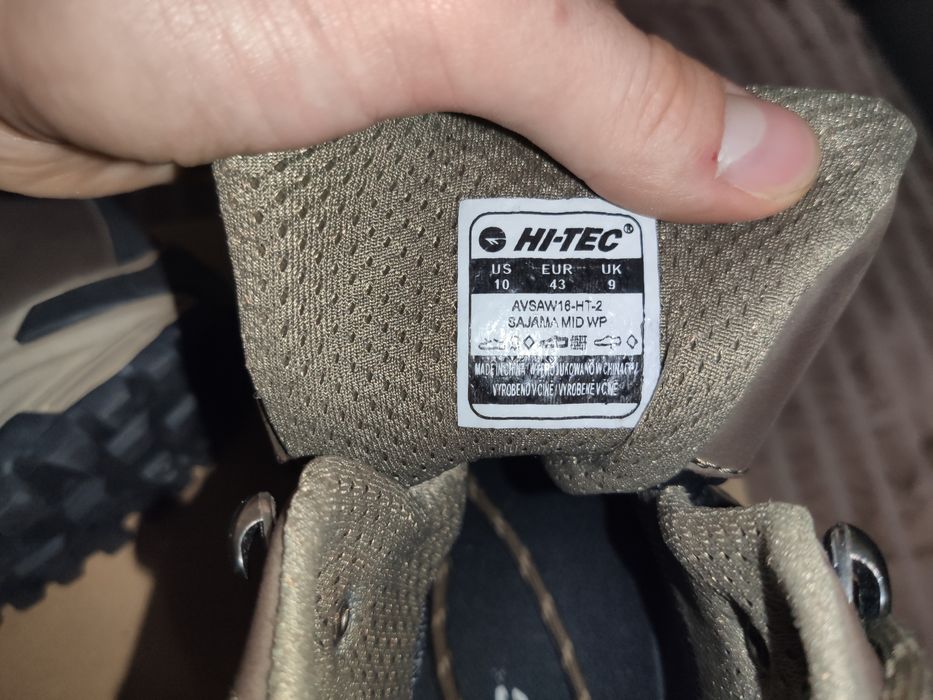 HI-TEC®
US EUR UK
10 43 9
AVSAW16-HT-2
SAJAMA MID WP
MADE IN CHINA WYPRODUKOWANO W CHINACH
VYROBENO V ČÍNĚ / VYROBENÉ V ČÍNE